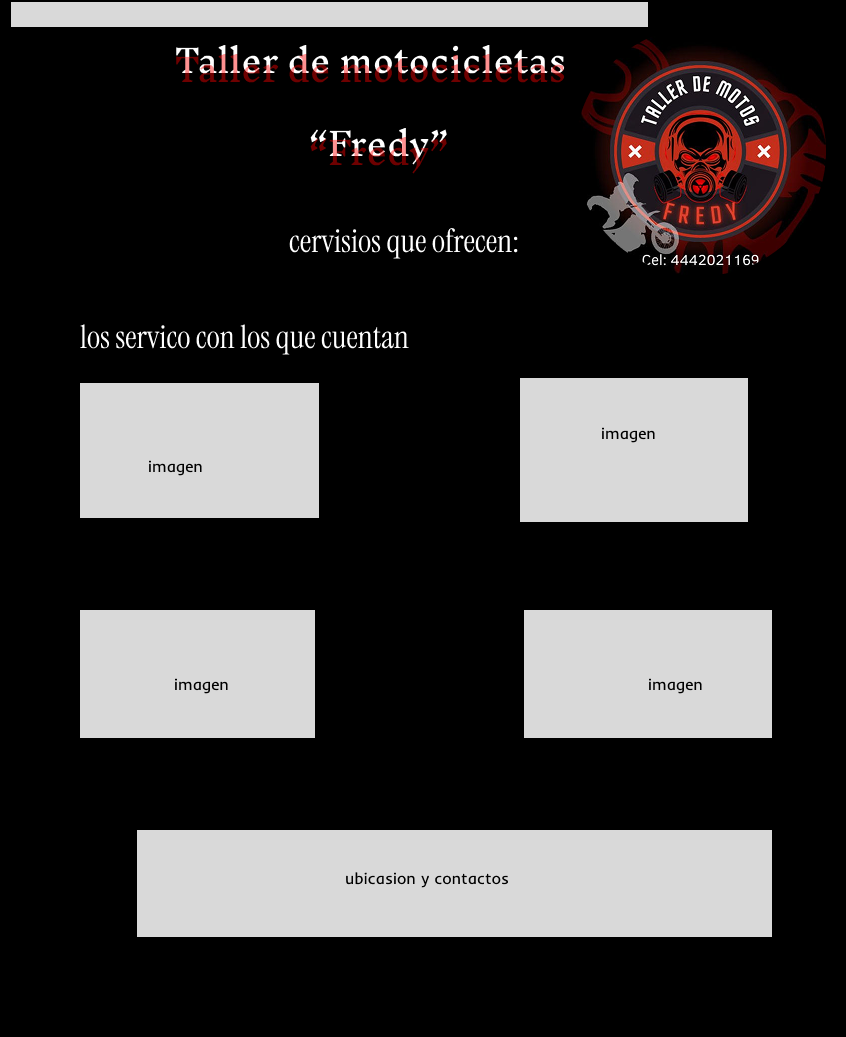 Taller de motocicletas
“Fredy”
TALLER DE MOTOS
FREDY
Cel: 4442021169
cervisios que ofrecen:
los servico con los que cuentan
imagen
imagen
imagen
imagen
ubicasion y contactos